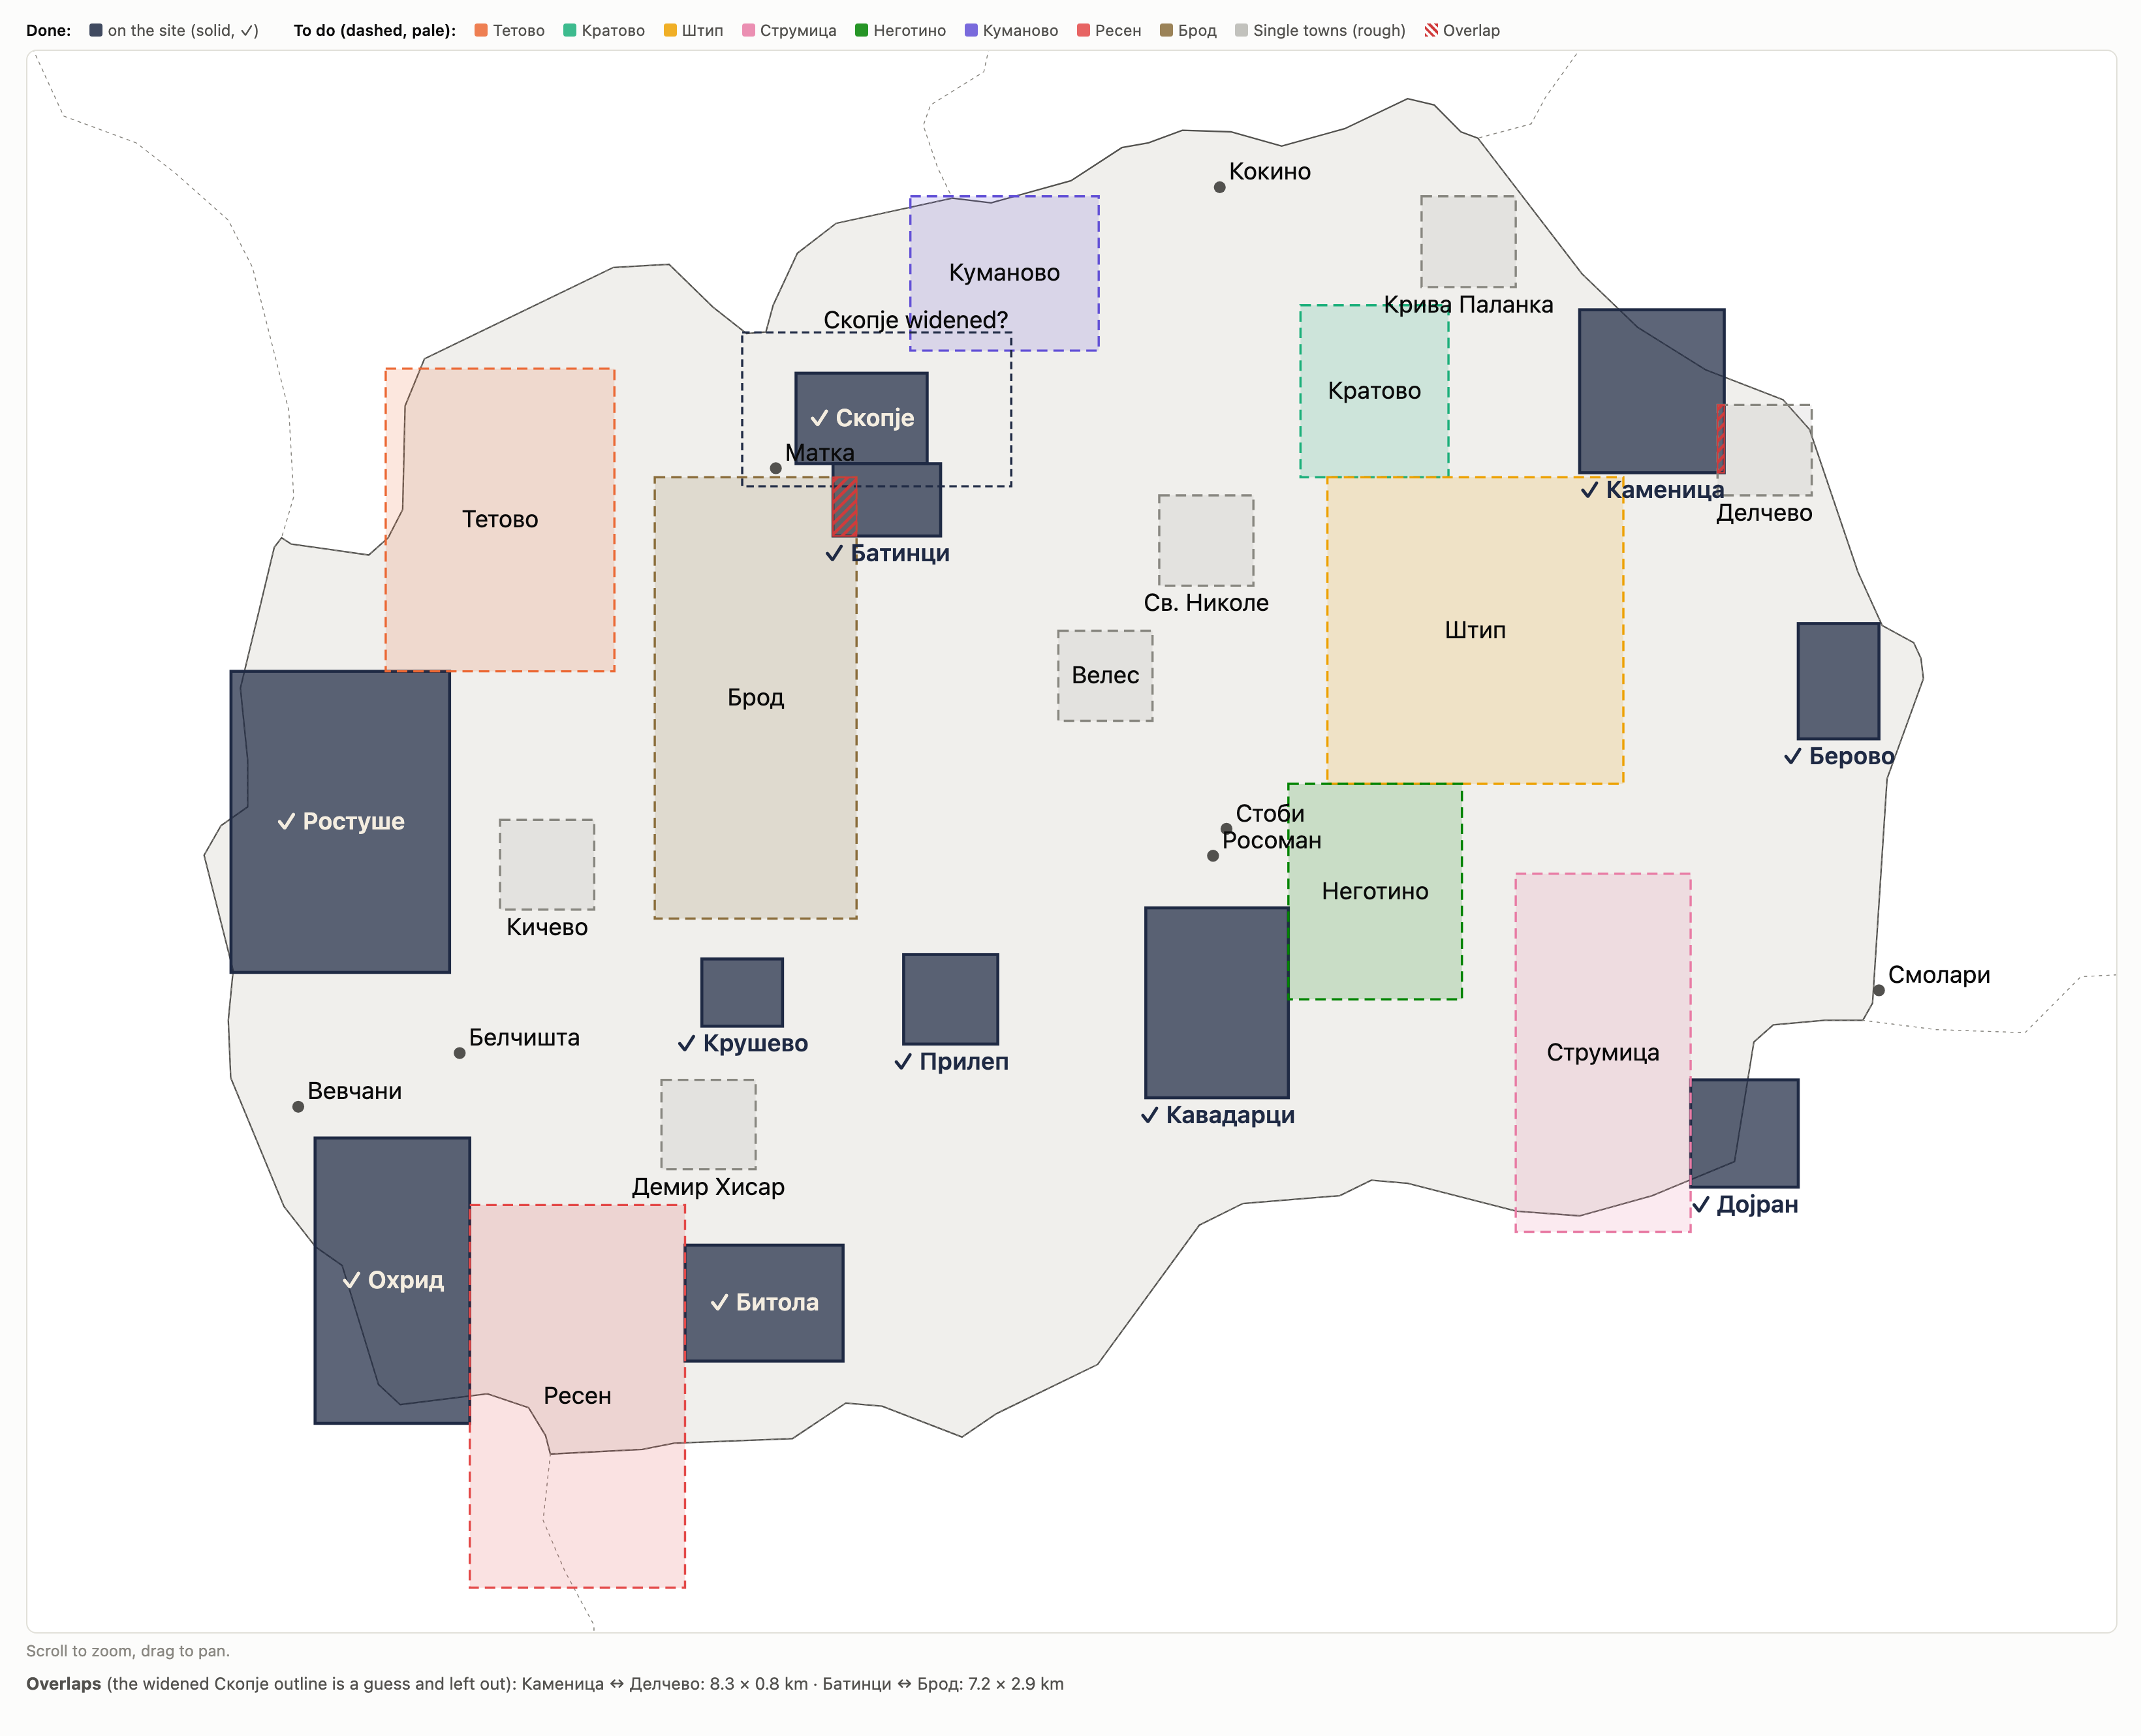 Done: on the site (solid, ✓) To do (dashed, pale): Тетово Кратово Штип Струмица Неготино Куманово Ресен Брод Single towns (rough) Overlap
Кокино
Куманово
Крива Паланка
Скопје widened?
Кратово
✓ Скопје
Матка
✓ Каменица
Делчево
Тетово
✓ Батинци
Св. Николе
Штип
Велес
Брод
✓ Берово
Стоби
Росоман
✓ Ростуше
Неготино
Кичево
Смолари
Белчишта
✓ Крушево
✓ Прилеп
Струмица
Вевчани
✓ Кавадарци
Демир Хисар
✓ Дојран
✓ Охрид
✓ Битола
Ресен
Scroll to zoom, drag to pan.
Overlaps (the widened Скопје outline is a guess and left out): Каменица ↔ Делчево: 8.3 × 0.8 km · Батинци ↔ Брод: 7.2 × 2.9 km